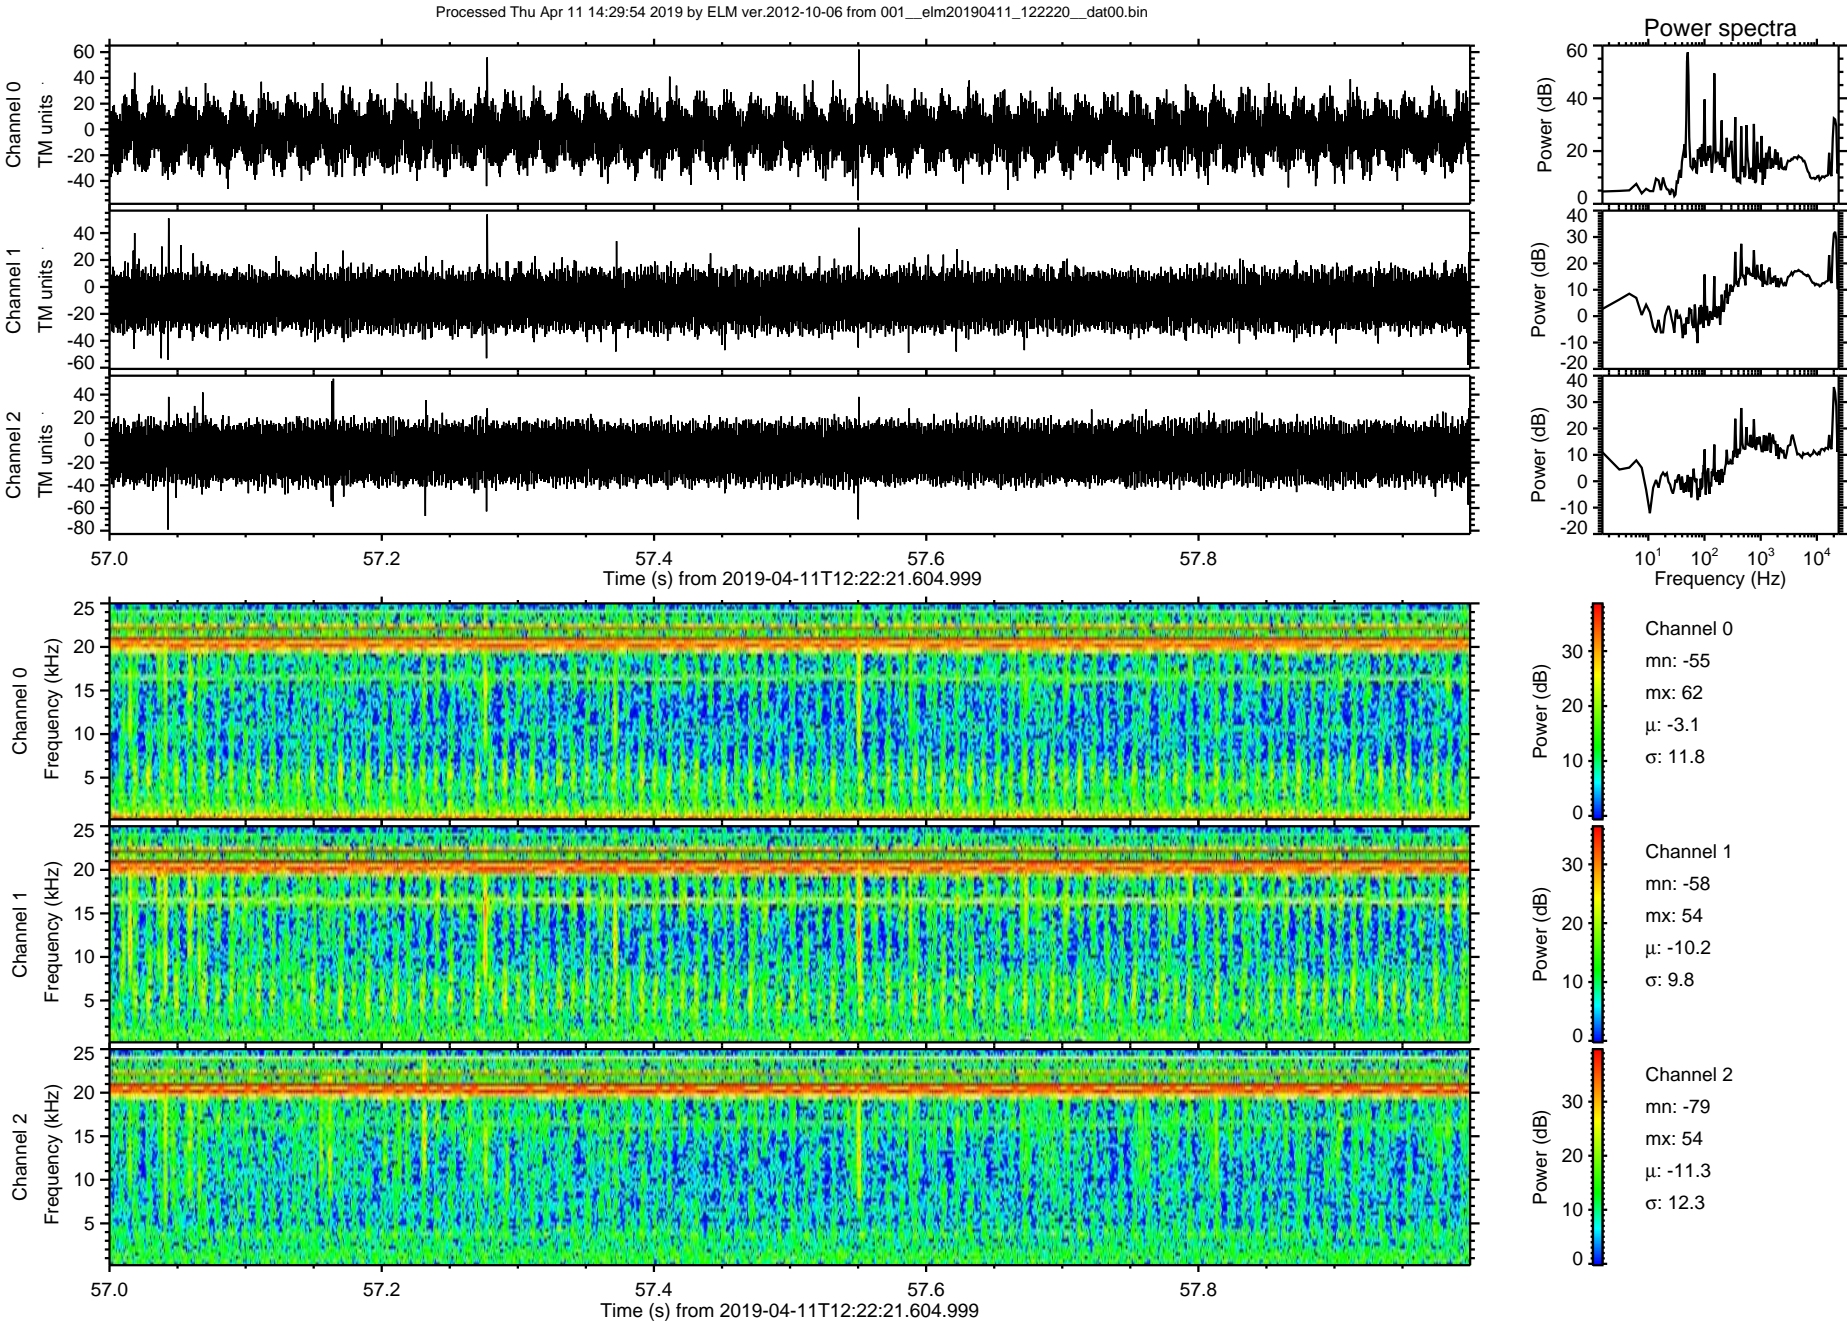 Processed Thu Apr 11 14:29:54 2019 by ELM ver.2012-10-06 from 001__elm20190411_122220__dat00.bin
Power spectra
Channel 0
TM units
60
40
20
0
-20
-40
Power (dB)
60
40
20
0
Channel 1
TM units
40
20
0
-20
-40
-60
Power (dB)
40
30
20
10
0
-10
-20
Channel 2
TM units
40
20
0
-20
-40
-60
-80
Power (dB)
40
30
20
10
0
-10
-20
57.0 57.2 57.4 57.6 57.8
Time (s) from 2019-04-11T12:22:21.604.999
10¹ 10² 10³ 10⁴
Frequency (Hz)
Channel 0
Frequency (kHz)
25
20
15
10
5
Power (dB)
30
20
10
0
Channel 0
mn: -55
mx: 62
μ: -3.1
σ: 11.8
Channel 1
Frequency (kHz)
25
20
15
10
5
Power (dB)
30
20
10
0
Channel 1
mn: -58
mx: 54
μ: -10.2
σ: 9.8
Channel 2
Frequency (kHz)
25
20
15
10
5
Power (dB)
30
20
10
0
Channel 2
mn: -79
mx: 54
μ: -11.3
σ: 12.3
57.0 57.2 57.4 57.6 57.8
Time (s) from 2019-04-11T12:22:21.604.999